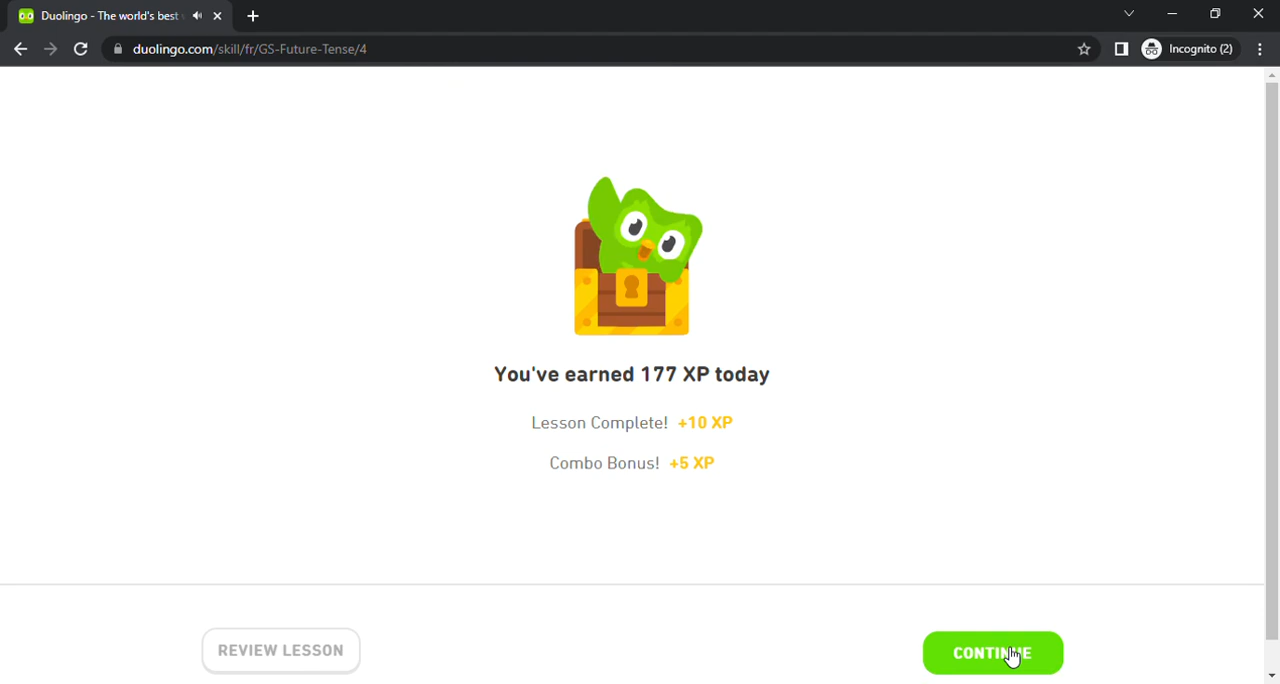 Duolingo - The world's best
duolingo.com/skill/fr/GS-Future-Tense/4
Incognito (2)
You've earned 177 XP today
Lesson Complete! +10 XP
Combo Bonus! +5 XP
REVIEW LESSON
CONTINUE